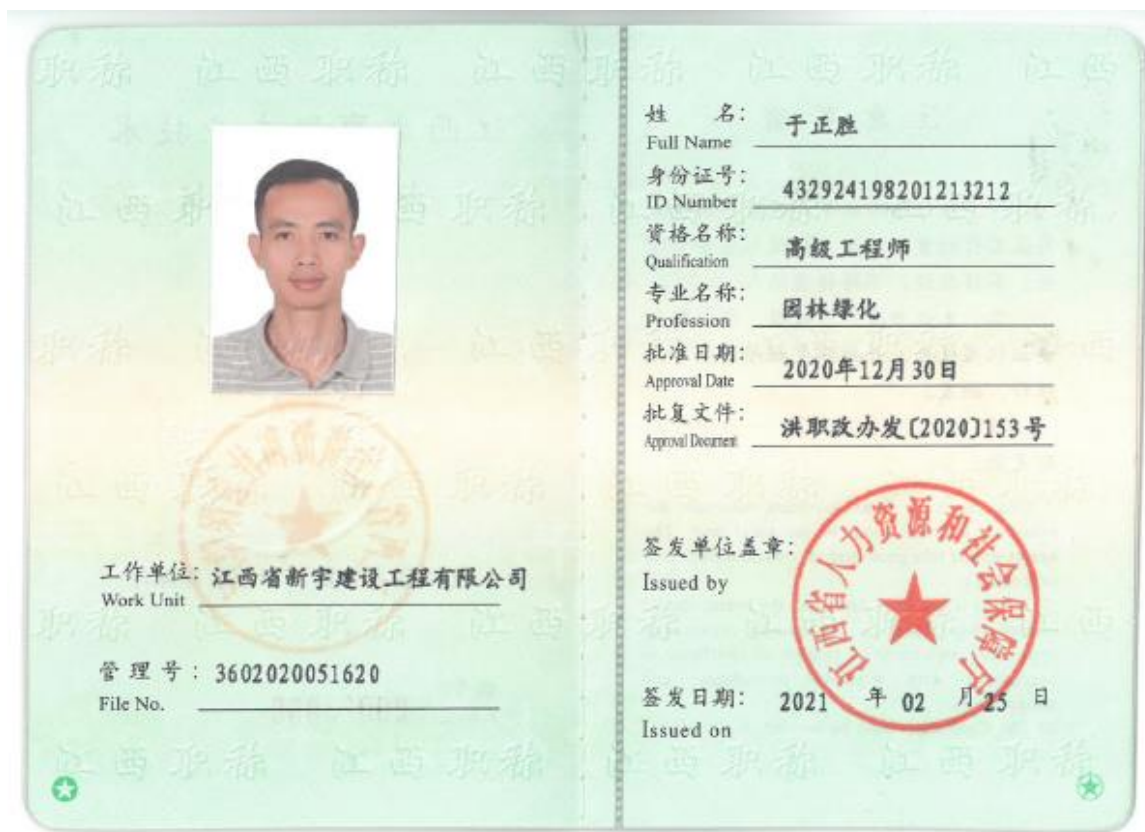 工作单位: 江西省新宇建设工程有限公司
Work Unit
管理号: 3602020051620
File No.
姓 名: 于正胜
Full Name
身份证号: 432924198201213212
ID Number
资格名称: 高级工程师
Qualification
专业名称: 园林绿化
Profession
批准日期: 2020年12月30日
Approval Date
批复文件: 洪职改办发〔2020〕153号
Approval Document
江西省人力资源和社会保障厅
签发单位盖章:
Issued by
签发日期: 2021 年 02 月 25 日
Issued on
江西职称